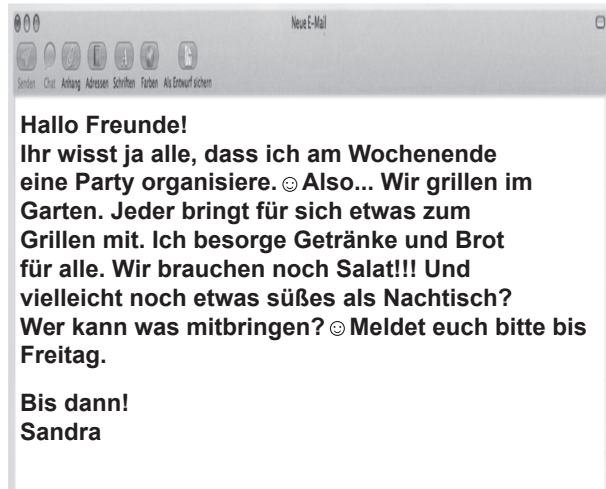 Neue E-Mail
Senden Chat Anhang Adressen Schriften Farben Als Entwurf sichern
Hallo Freunde!
Ihr wisst ja alle, dass ich am Wochenende
eine Party organisiere.☺Also... Wir grillen im
Garten. Jeder bringt für sich etwas zum
Grillen mit. Ich besorge Getränke und Brot
für alle. Wir brauchen noch Salat!!! Und
vielleicht noch etwas süßes als Nachtisch?
Wer kann was mitbringen?☺Meldet euch bitte bis
Freitag.
Bis dann!
Sandra